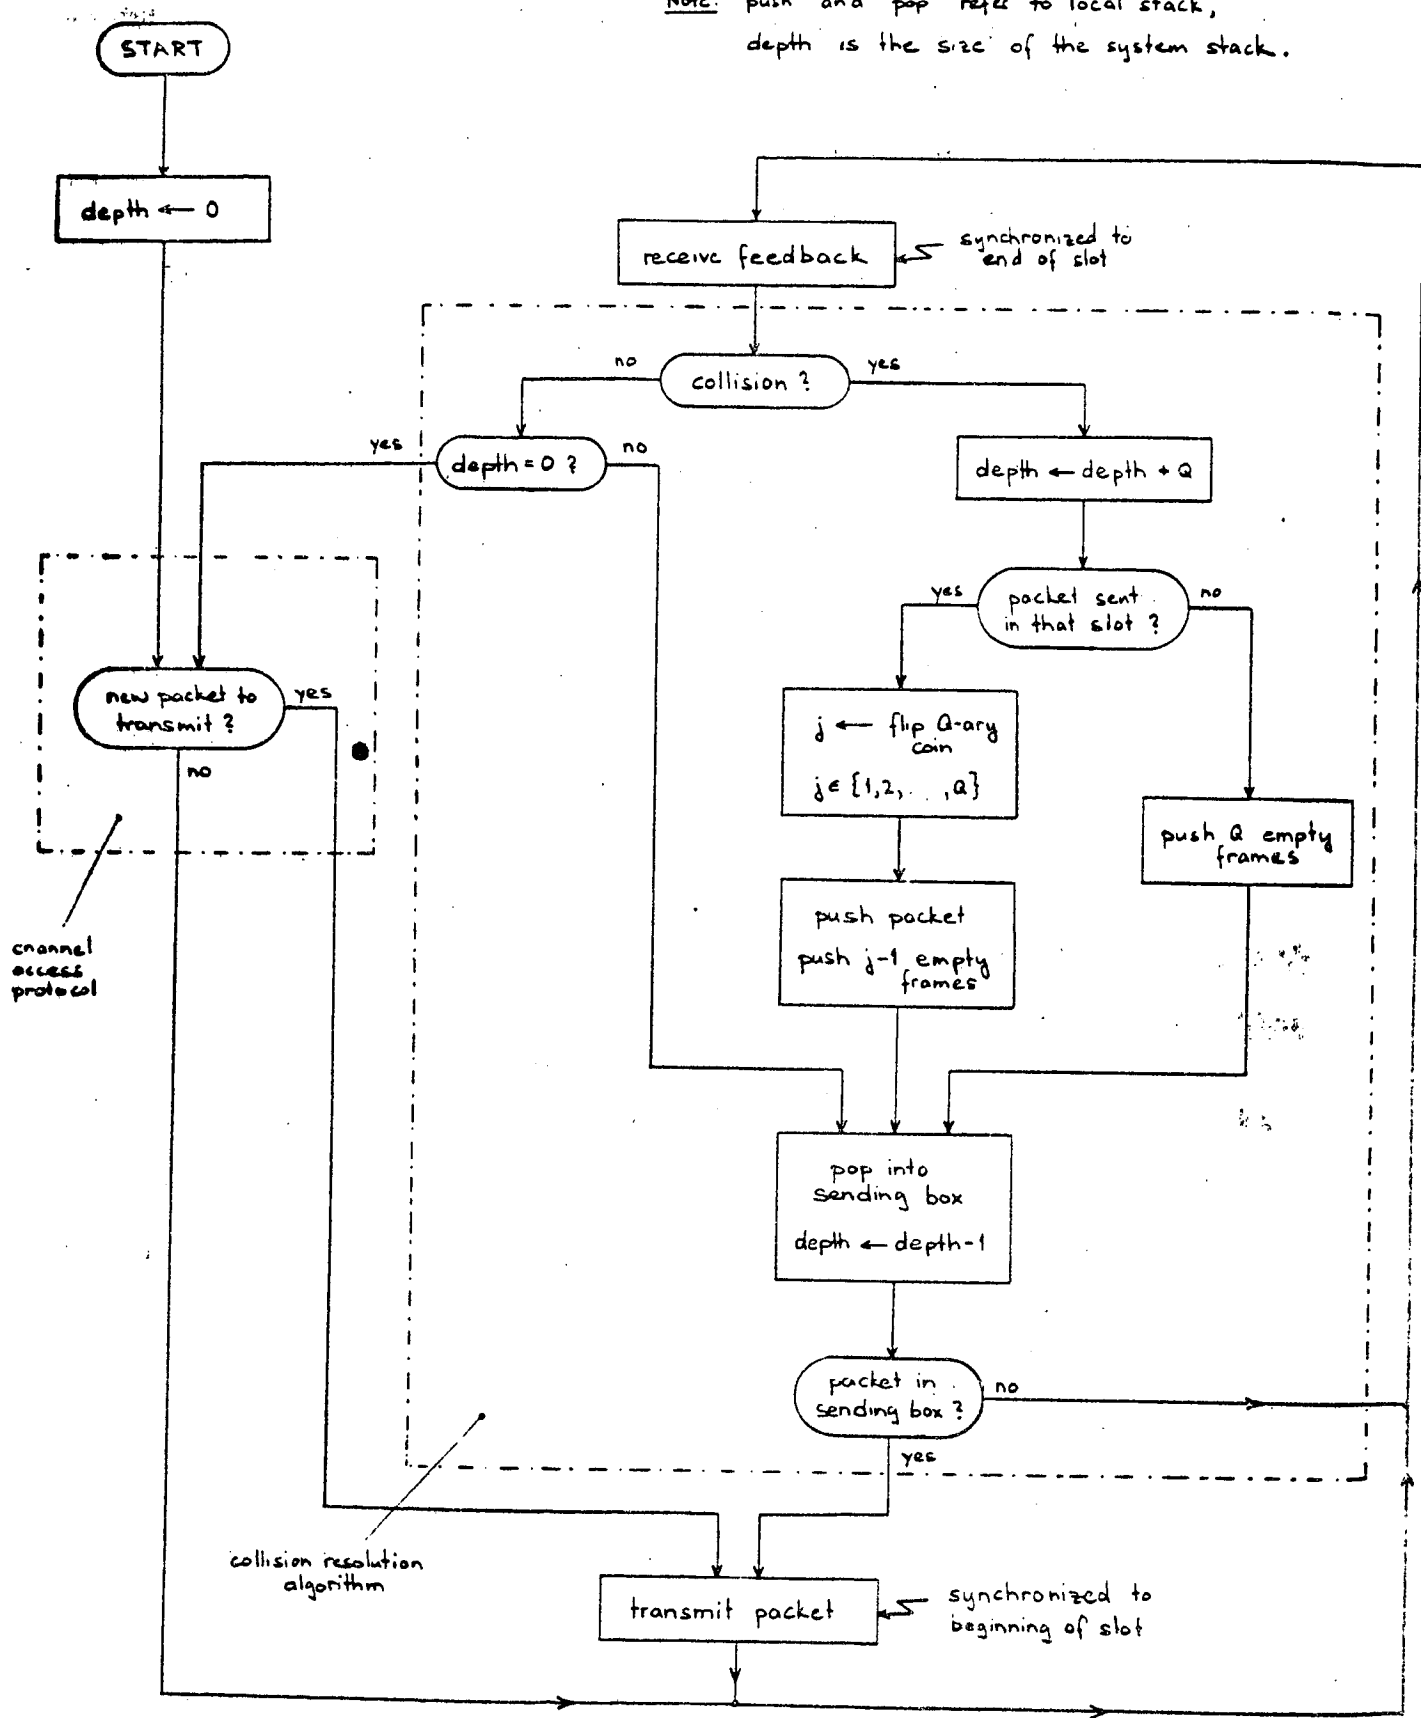 Note: push and pop refer to local stack,
depth is the size of the system stack.
START
depth ← 0
receive feedback
synchronized to
end of slot
collision ?
no
yes
depth = 0 ?
yes
no
depth ← depth + Q
packet sent
in that slot ?
yes
no
new packet to
transmit ?
yes
no
j ← flip Q-ary
coin
j ∈ {1,2, . . , Q}
push Q empty
frames
push packet
push j-1 empty
frames
channel
access
protocol
pop into
sending box
depth ← depth-1
packet in
sending box ?
no
yes
collision resolution
algorithm
transmit packet
synchronized to
beginning of slot